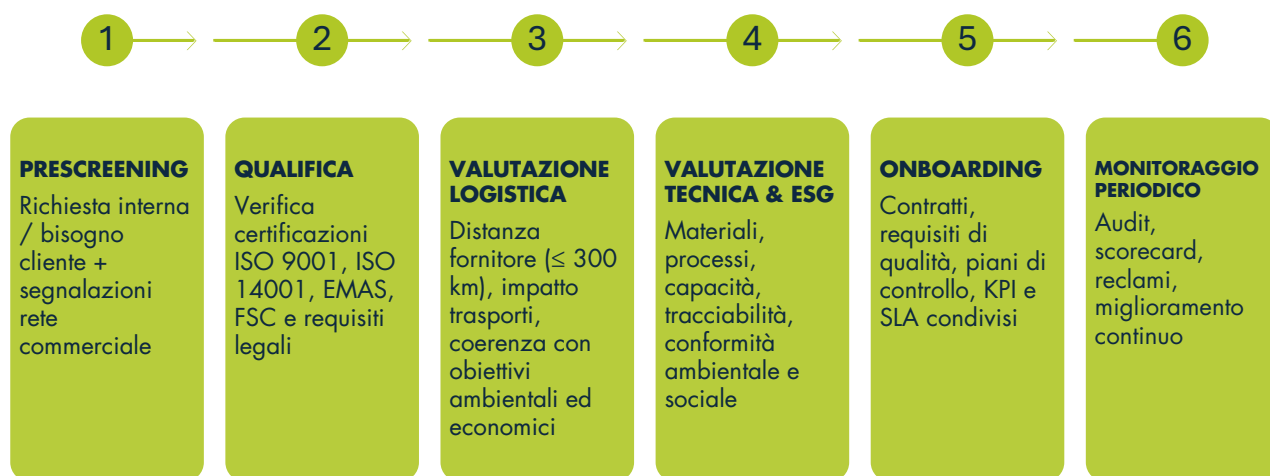 1
2
3
4
5
6
PRESCREENING
Richiesta interna
/ bisogno
cliente +
segnalazioni
rete
commerciale
QUALIFICA
Verifica
certificazioni
ISO 9001, ISO
14001, EMAS,
FSC e requisiti
legali
VALUTAZIONE
LOGISTICA
Distanza
fornitore (≤ 300
km), impatto
trasporti,
coerenza con
obiettivi
ambientali ed
economici
VALUTAZIONE
TECNICA & ESG
Materiali,
processi,
capacità,
tracciabilità,
conformità
ambientale e
sociale
ONBOARDING
Contratti,
requisiti di
qualità, piani di
controllo, KPI e
SLA condivisi
MONITORAGGIO
PERIODICO
Audit,
scorecard,
reclami,
miglioramento
continuo